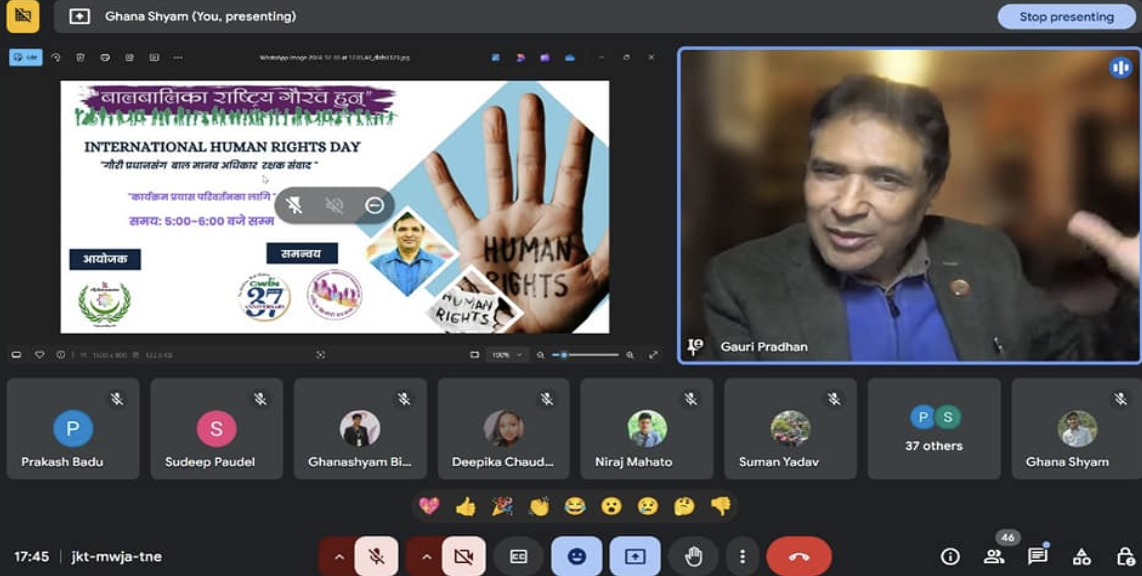 Ghana Shyam (You, presenting)
Stop presenting
"बालबालिका राष्ट्रिय गौरव हुन्"
INTERNATIONAL HUMAN RIGHTS DAY
"गौरी प्रधानसंग बाल मानव अधिकार रक्षक संवाद"
"कार्यक्रम प्रयास परिवर्तनका लागि"
समय: 5:00-6:00 वजे सम्म
आयोजक
समन्वय
CWIN
37
HUMAN
RIGHTS
HUMAN
RIGHTS
100%
Gauri Pradhan
P
S
Prakash Badu
Sudeep Paudel
Ghanashyam Bi...
Deepika Chaud...
Niraj Mahato
Suman Yadav
P S
37 others
Ghana Shyam
17:45 | jkt-mwja-tne
CC
46